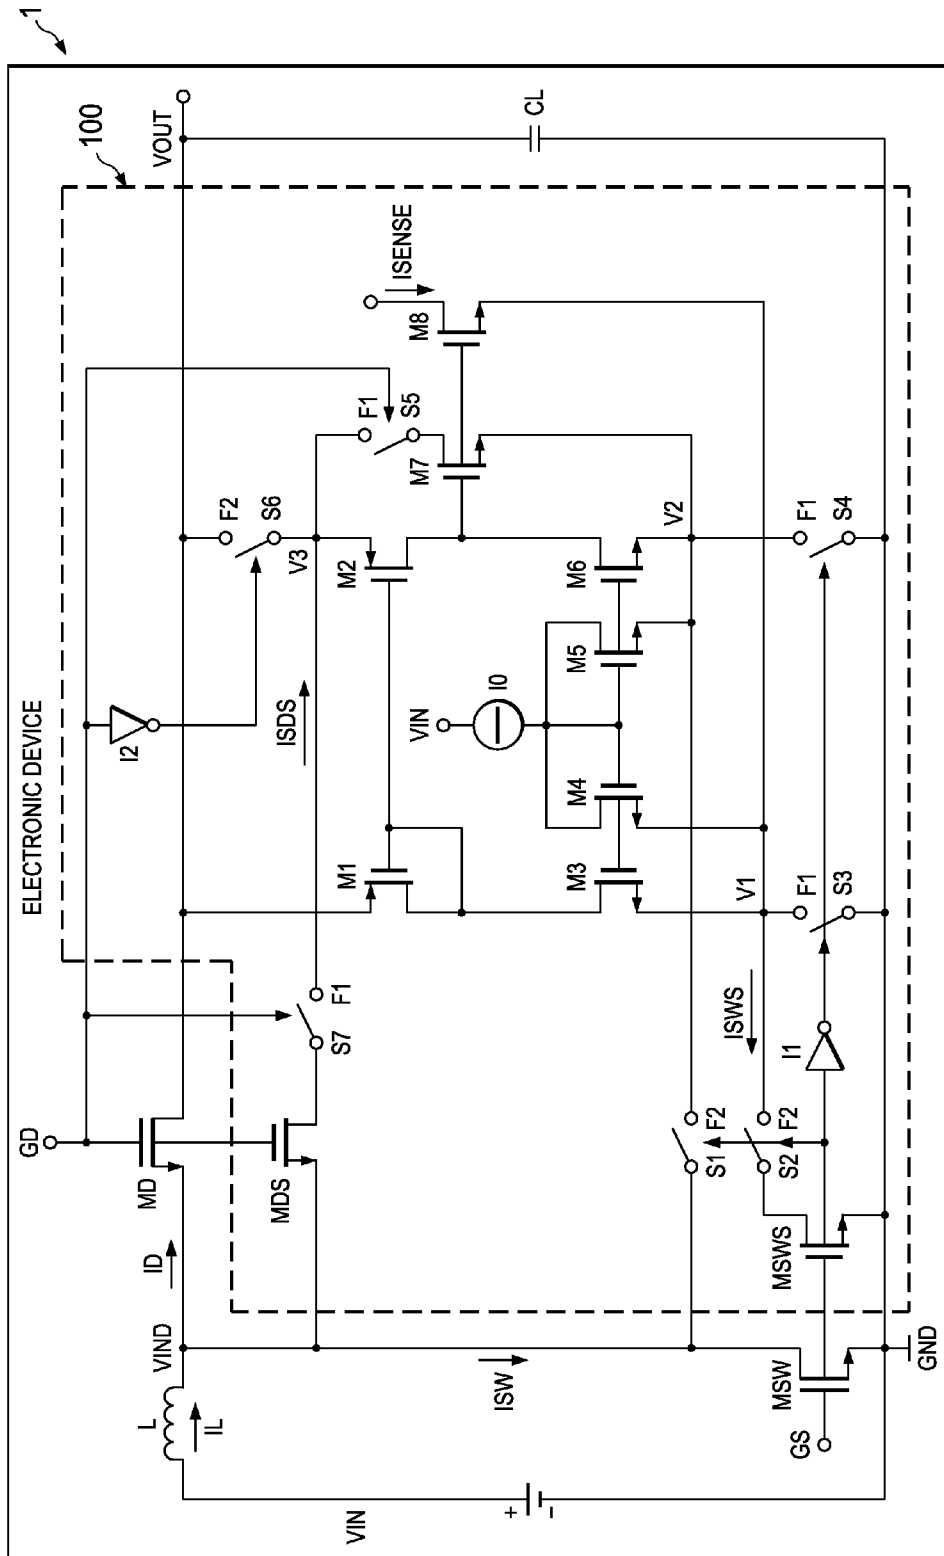 1
100
ELECTRONIC DEVICE
VOUT
CL
ISENSE
M8
F1
S5
M7
F2
S6
V3
M2
V2
F1
S4
M6
M5
I2
ISDS
VIN
I0
M4
M1
M3
V1
F1
S3
S7
F1
ISWS
I1
GD
MD
MDS
S1
F2
S2
F2
MSWS
ID
VIND
ISW
MSW
GND
L
IL
GS
VIN
+
-